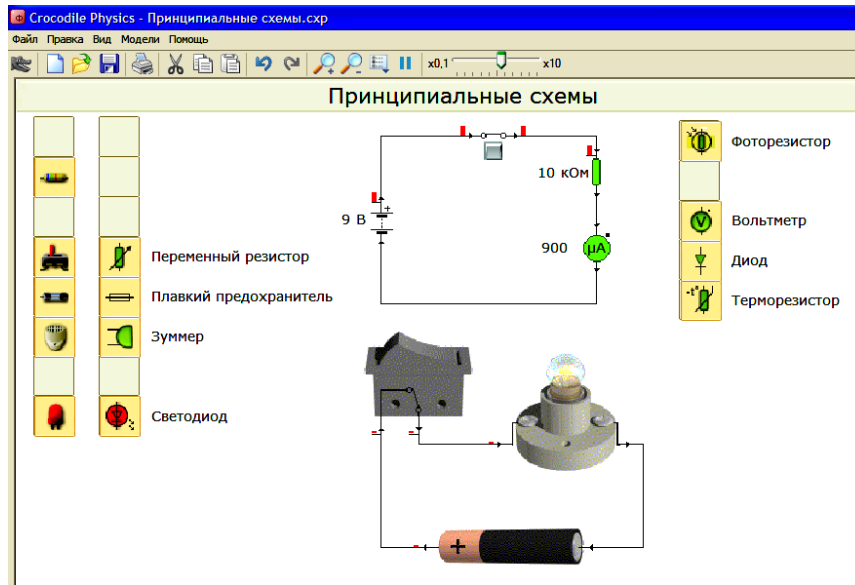 Crocodile Physics - Принципиальные схемы.cxp
Файл Правка Вид Модели Помощь
x0,1 x10
Принципиальные схемы
10 кОм
9 В
900 μA
Переменный резистор
Плавкий предохранитель
Зуммер
Светодиод
Фоторезистор
V
Вольтметр
Диод
-t°
Терморезистор
+